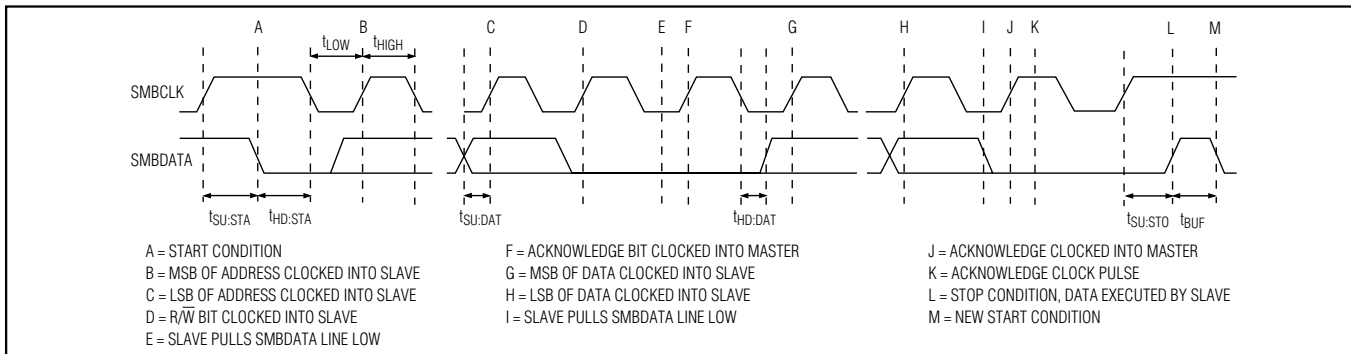 A B C D E F G H I J K L M
tLOW tHIGH
SMBCLK
SMBDATA
tSU:STA tHD:STA tSU:DAT tHD:DAT tSU:STO tBUF
A = START CONDITION
B = MSB OF ADDRESS CLOCKED INTO SLAVE
C = LSB OF ADDRESS CLOCKED INTO SLAVE
D = R/W̅ BIT CLOCKED INTO SLAVE
E = SLAVE PULLS SMBDATA LINE LOW
F = ACKNOWLEDGE BIT CLOCKED INTO MASTER
G = MSB OF DATA CLOCKED INTO SLAVE
H = LSB OF DATA CLOCKED INTO SLAVE
I = SLAVE PULLS SMBDATA LINE LOW
J = ACKNOWLEDGE CLOCKED INTO MASTER
K = ACKNOWLEDGE CLOCK PULSE
L = STOP CONDITION, DATA EXECUTED BY SLAVE
M = NEW START CONDITION